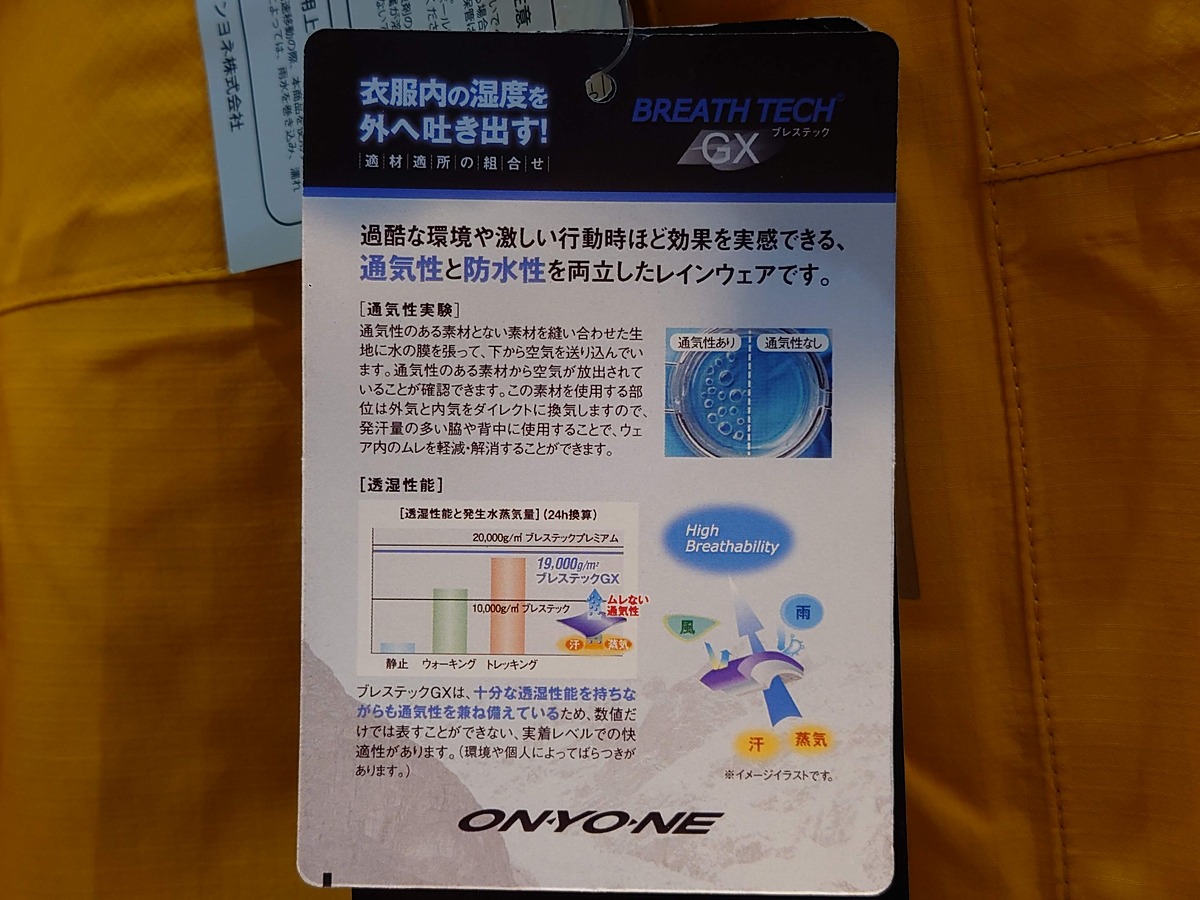 ンヨネ株式会社
衣服内の湿度を
外へ吐き出す!
適材適所の組合せ
BREATH TECH®
ブレステック
GX
過酷な環境や激しい行動時ほど効果を実感できる、
通気性と防水性を両立したレインウェアです。
[通気性実験]
通気性のある素材とない素材を縫い合わせた生
地に水の膜を張って、下から空気を送り込んでい
ます。通気性のある素材から空気が放出されて
いることが確認できます。この素材を使用する部
位は外気と内気をダイレクトに換気しますので、
発汗量の多い脇や背中に使用することで、ウェ
ア内のムレを軽減・解消することができます。
通気性あり
通気性なし
[透湿性能]
[透湿性能と発生水蒸気量](24h換算)
20,000g/㎡ ブレステックプレミアム
19,000g/m²
ブレステックGX
10,000g/㎡ ブレステック
ムレない
通気性
汗 蒸気
静止 ウォーキング トレッキング
High
Breathability
風
雨
汗 蒸気
※イメージイラストです。
ブレステックGXは、十分な透湿性能を持ちな
がらも通気性を兼ね備えているため、数値だ
けでは表すことができない、実着レベルでの快
適性があります。(環境や個人によってばらつきが
あります。)
ON·YO·NE